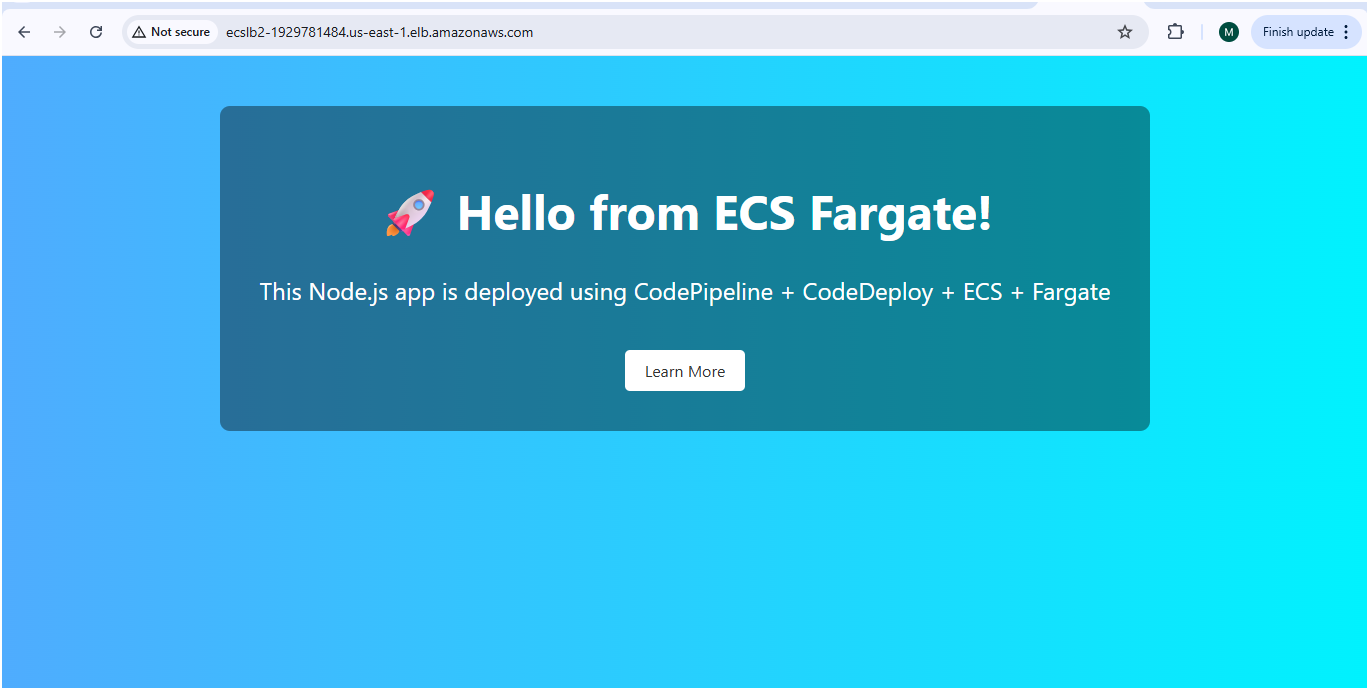 Not secure
ecslb2-1929781484.us-east-1.elb.amazonaws.com
M
Finish update
🚀 Hello from ECS Fargate!
This Node.js app is deployed using CodePipeline + CodeDeploy + ECS + Fargate
Learn More